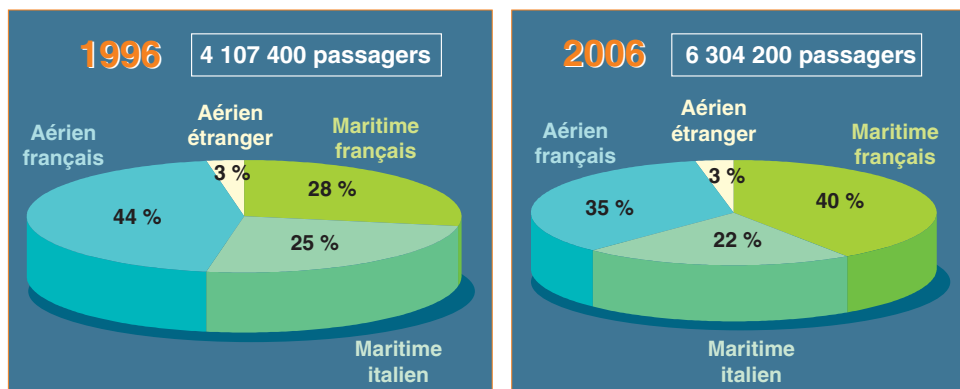 1996
4 107 400 passagers
Aérien
français
Aérien
étranger
Maritime
français
3 %
28 %
44 %
25 %
Maritime
italien
2006
6 304 200 passagers
Aérien
français
Aérien
étranger
Maritime
français
3 %
35 %
40 %
22 %
Maritime
italien